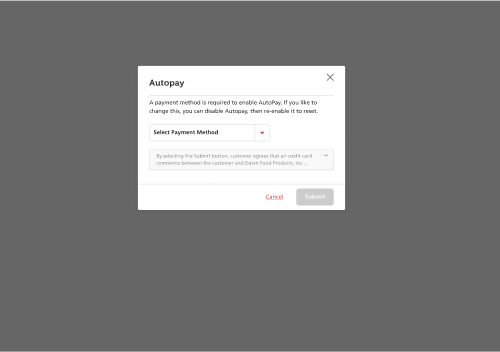 Autopay
A payment method is required to enable AutoPay. If you like to
change this, you can disable Autopay, then re-enable it to reset.
Select Payment Method
By selecting the Submit button, customer agrees that all credit card
commerce between the customer and Dawn Food Products, Inc....
Cancel
Submit